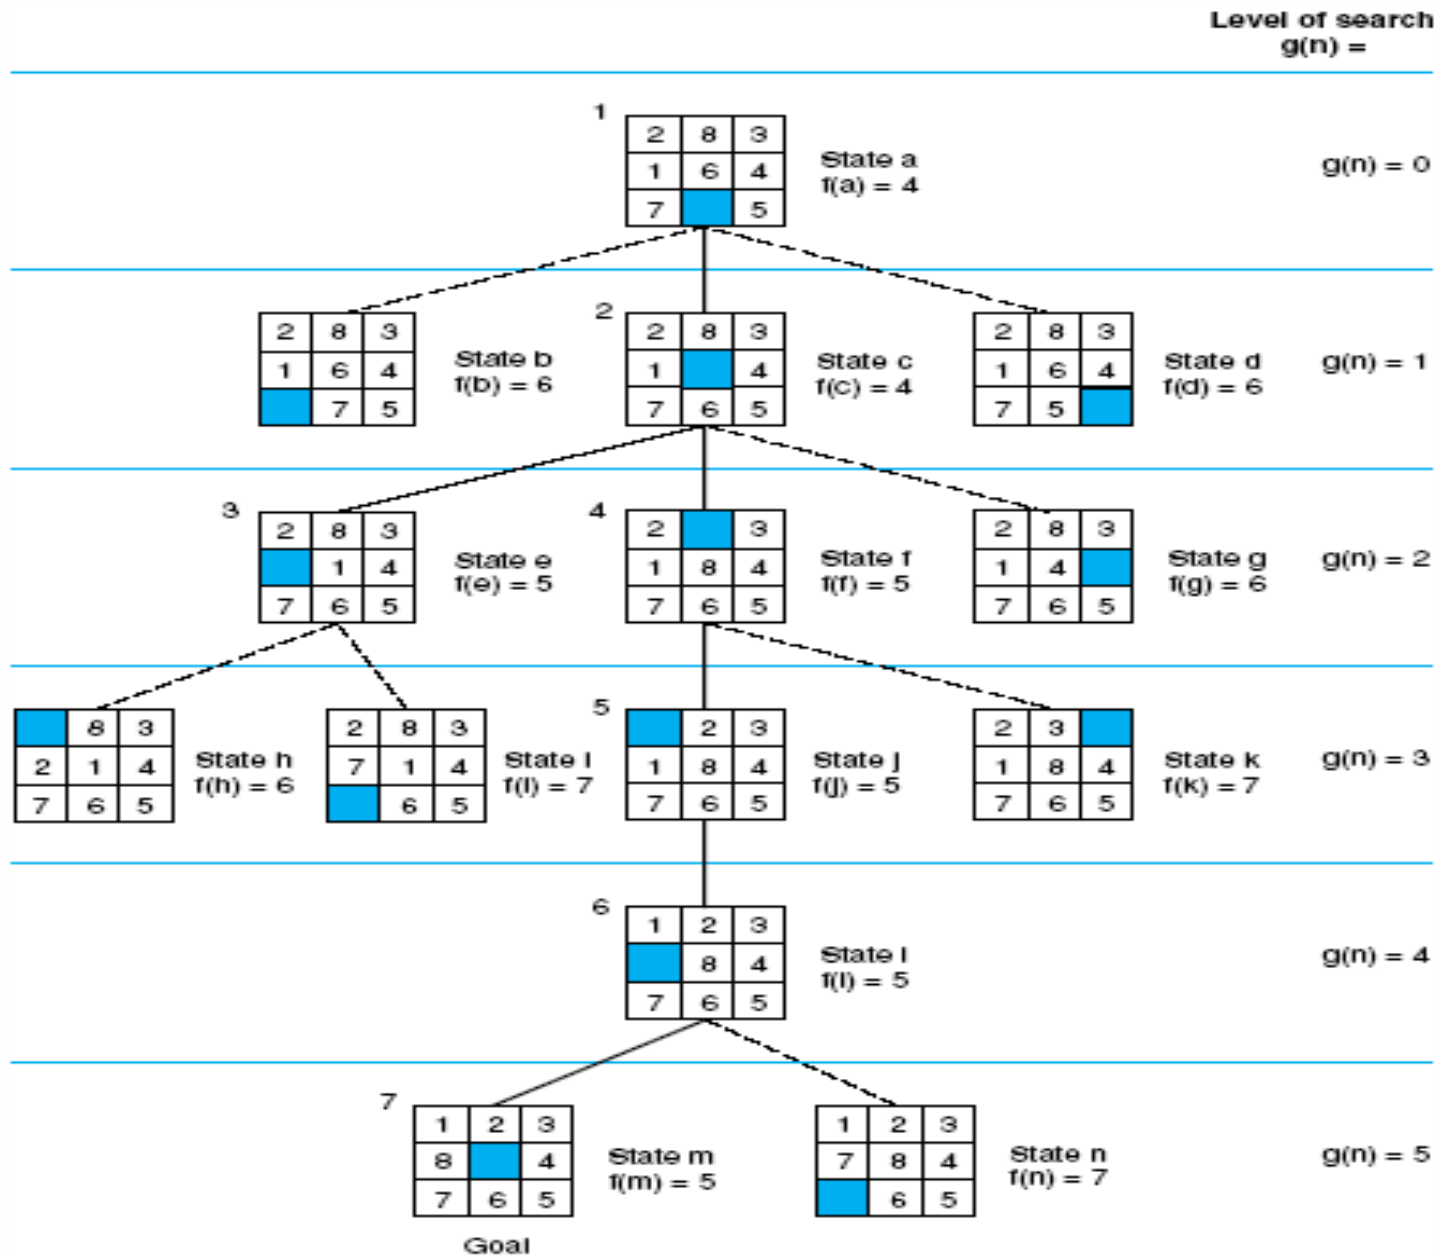 Level of search
g(n) =
1
2 8 3
1 6 4
7 5
State a
f(a) = 4
g(n) = 0
2 8 3
1 6 4
7 5
State b
f(b) = 6
2
2 8 3
1 4
7 6 5
State c
f(c) = 4
2 8 3
1 6 4
7 5
State d
f(d) = 6
g(n) = 1
3
2 8 3
1 4
7 6 5
State e
f(e) = 5
4
2 3
1 8 4
7 6 5
State f
f(f) = 5
2 8 3
1 4
7 6 5
State g
f(g) = 6
g(n) = 2
8 3
2 1 4
7 6 5
State h
f(h) = 6
2 8 3
7 1 4
6 5
State i
f(i) = 7
5
2 3
1 8 4
7 6 5
State j
f(j) = 5
2 3
1 8 4
7 6 5
State k
f(k) = 7
g(n) = 3
6
1 2 3
8 4
7 6 5
State l
f(l) = 5
g(n) = 4
7
1 2 3
8 4
7 6 5
State m
f(m) = 5
Goal
1 2 3
7 8 4
6 5
State n
f(n) = 7
g(n) = 5